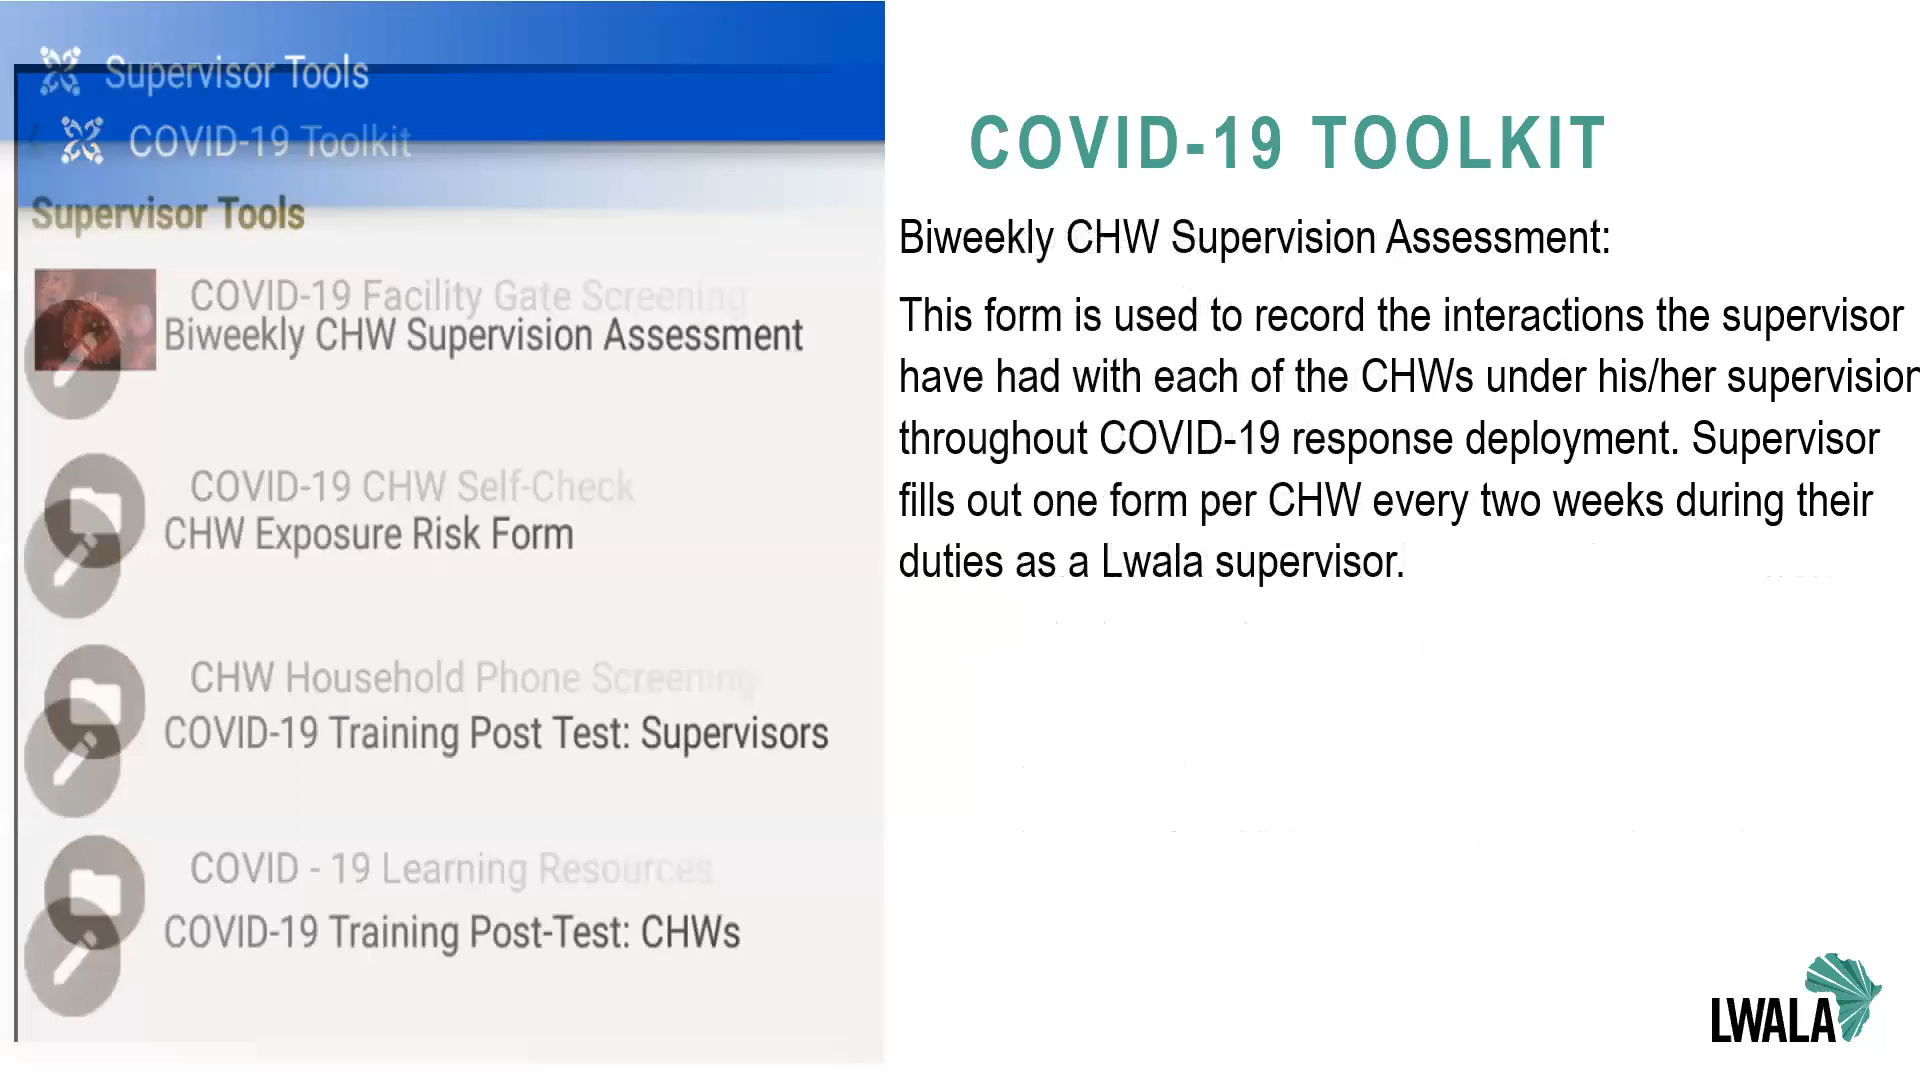 Supervisor Tools
COVID-19 Toolkit
Supervisor Tools
COVID-19 Facility Gate Screening
Biweekly CHW Supervision Assessment
COVID-19 CHW Self-Check
CHW Exposure Risk Form
CHW Household Phone Screening
COVID-19 Training Post Test: Supervisors
COVID - 19 Learning Resources
COVID-19 Training Post-Test: CHWs
COVID-19 TOOLKIT
Biweekly CHW Supervision Assessment:
This form is used to record the interactions the supervisor
have had with each of the CHWs under his/her supervision
throughout COVID-19 response deployment. Supervisor
fills out one form per CHW every two weeks during their
duties as a Lwala supervisor.
LWALA